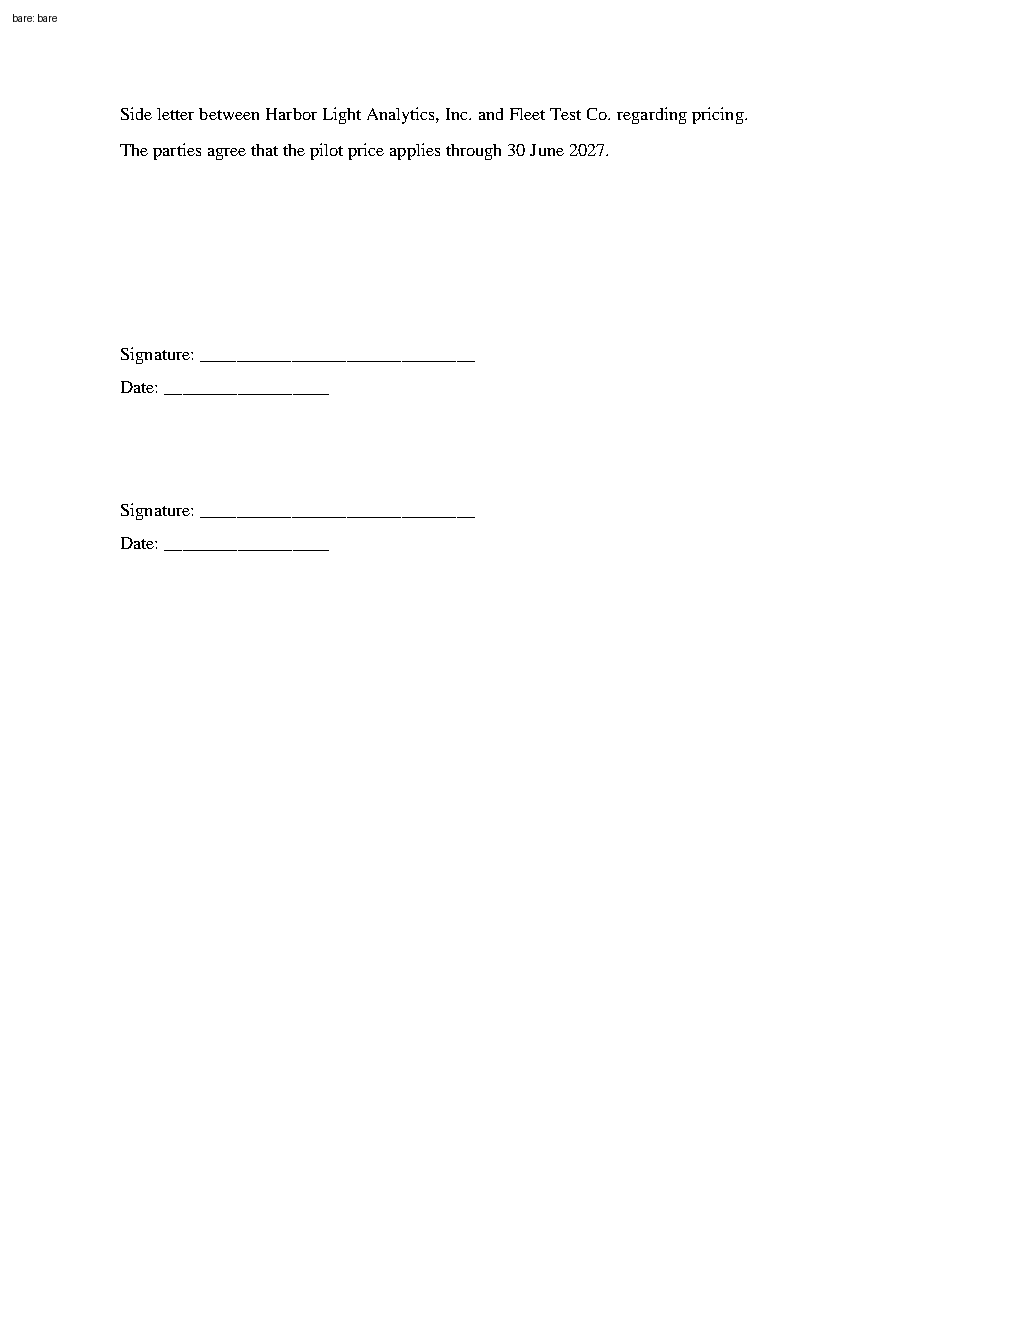 bare: bare
Side letter between Harbor Light Analytics, Inc. and Fleet Test Co. regarding pricing.
The parties agree that the pilot price applies through 30 June 2027.
Signature: ______________________________
Date: __________________
Signature: ______________________________
Date: __________________